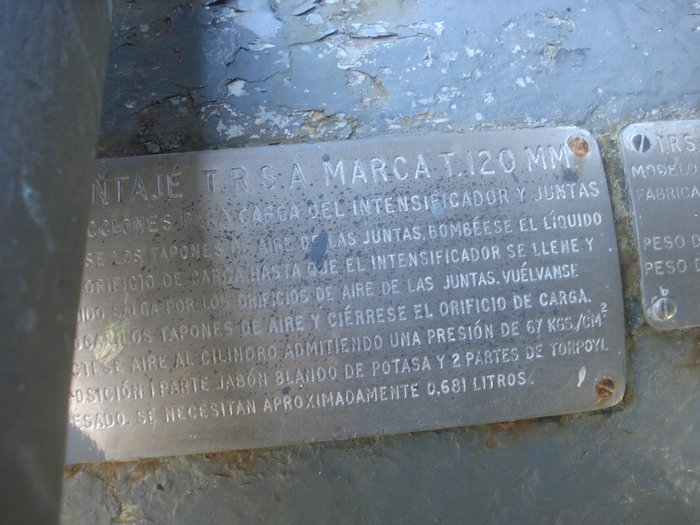 NTAJE T.R.S.A MARCA T.120 MM
CCIONES PARA CARGA DEL INTENSIFICADOR Y JUNTAS
SE LOS TAPONES DE AIRE DE LAS JUNTAS. BOMBÉESE EL LÍQUIDO
ORIFICIO DE CARGA HASTA QUE EL INTENSIFICADOR SE LLENE Y
IDO SALGA POR LOS ORIFICIOS DE AIRE DE LAS JUNTAS. VUÉLVANSE
OCAR LOS TAPONES DE AIRE Y CIÉRRESE EL ORIFICIO DE CARGA.
CTESE AIRE AL CILINDRO ADMITIENDO UNA PRESIÓN DE 67 KGS./CM²
POSICIÓN 1 PARTE JABÓN BLANDO DE POTASA Y 2 PARTES DE TORPOYL
ESADO. SE NECESITAN APROXIMADAMENTE 0,681 LITROS.
T.R.S
MODELO
FABRIC
PESO D
PESO D